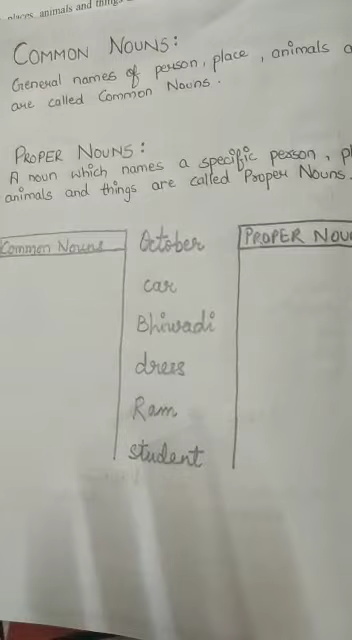 places, animals and things
COMMON NOUNS:
General names of person, place, animals
are called Common Nouns.
PROPER NOUNS:
A noun which names a specific person,
animals and things are called Proper Nouns.
Common Nouns
October
PROPER NOU
car
Bhiwadi
dress
Ram
student